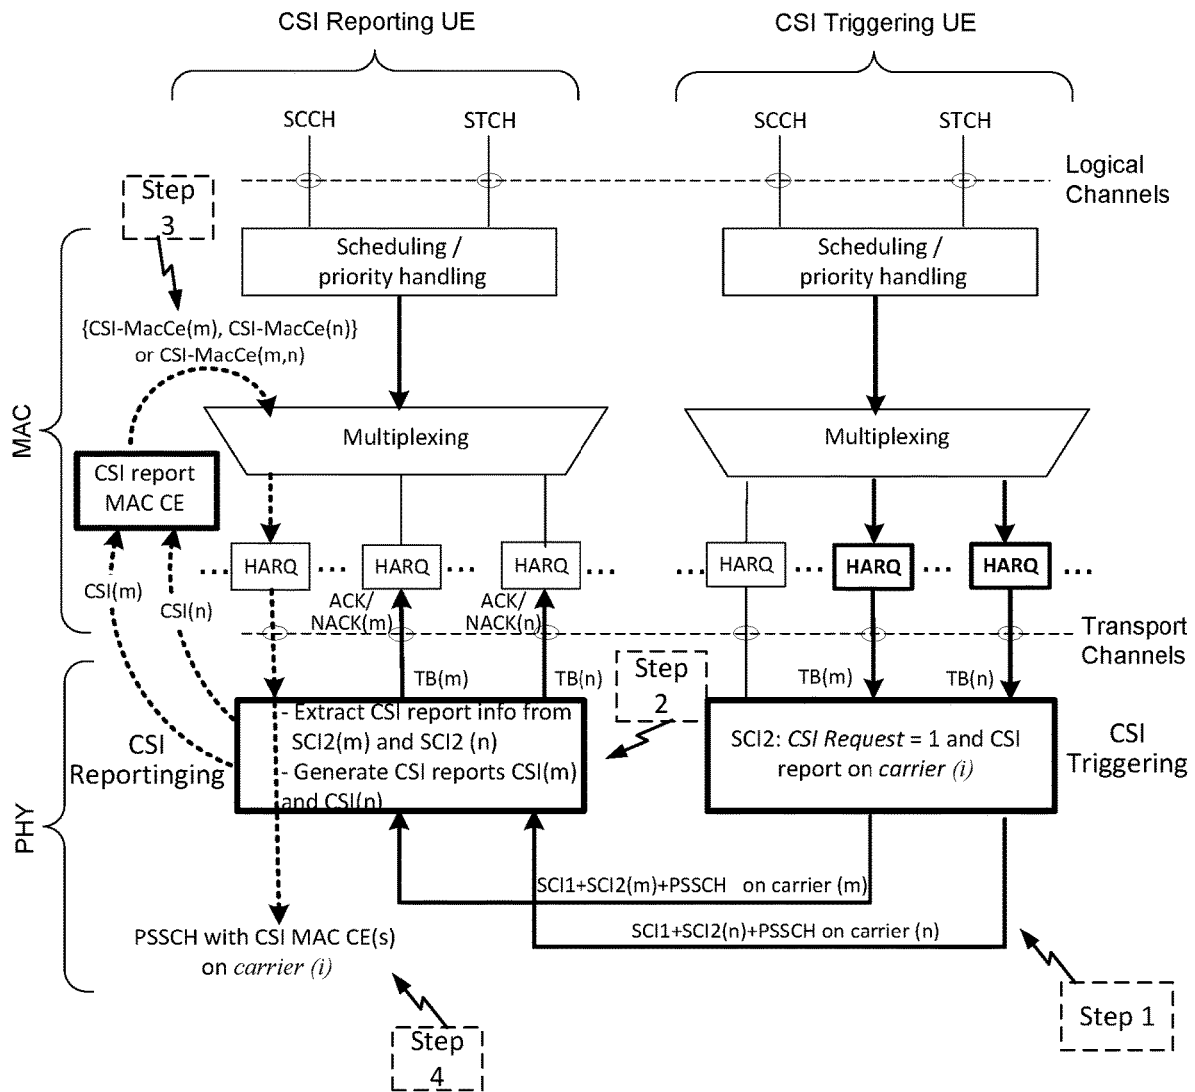 CSI Reporting UE
CSI Triggering UE
SCCH
STCH
SCCH
STCH
Logical
Channels
Step
3
Scheduling /
priority handling
Scheduling /
priority handling
{CSI-MacCe(m), CSI-MacCe(n)}
or CSI-MacCe(m,n)
MAC
Multiplexing
Multiplexing
CSI report
MAC CE
... HARQ ... HARQ ... HARQ ...
... HARQ ... HARQ ... HARQ ...
CSI(m)
CSI(n)
ACK/
NACK(m)
ACK/
NACK(n)
Transport
Channels
TB(m)
TB(n)
Step
2
TB(m)
TB(n)
PHY
CSI
Reportinging
- Extract CSI report info from
SCI2(m) and SCI2 (n)
- Generate CSI reports CSI(m)
and CSI(n)
SCI2: CSI Request = 1 and CSI
report on carrier (i)
CSI
Triggering
SCI1+SCI2(m)+PSSCH on carrier (m)
SCI1+SCI2(n)+PSSCH on carrier (n)
PSSCH with CSI MAC CE(s)
on carrier (i)
Step 1
Step
4